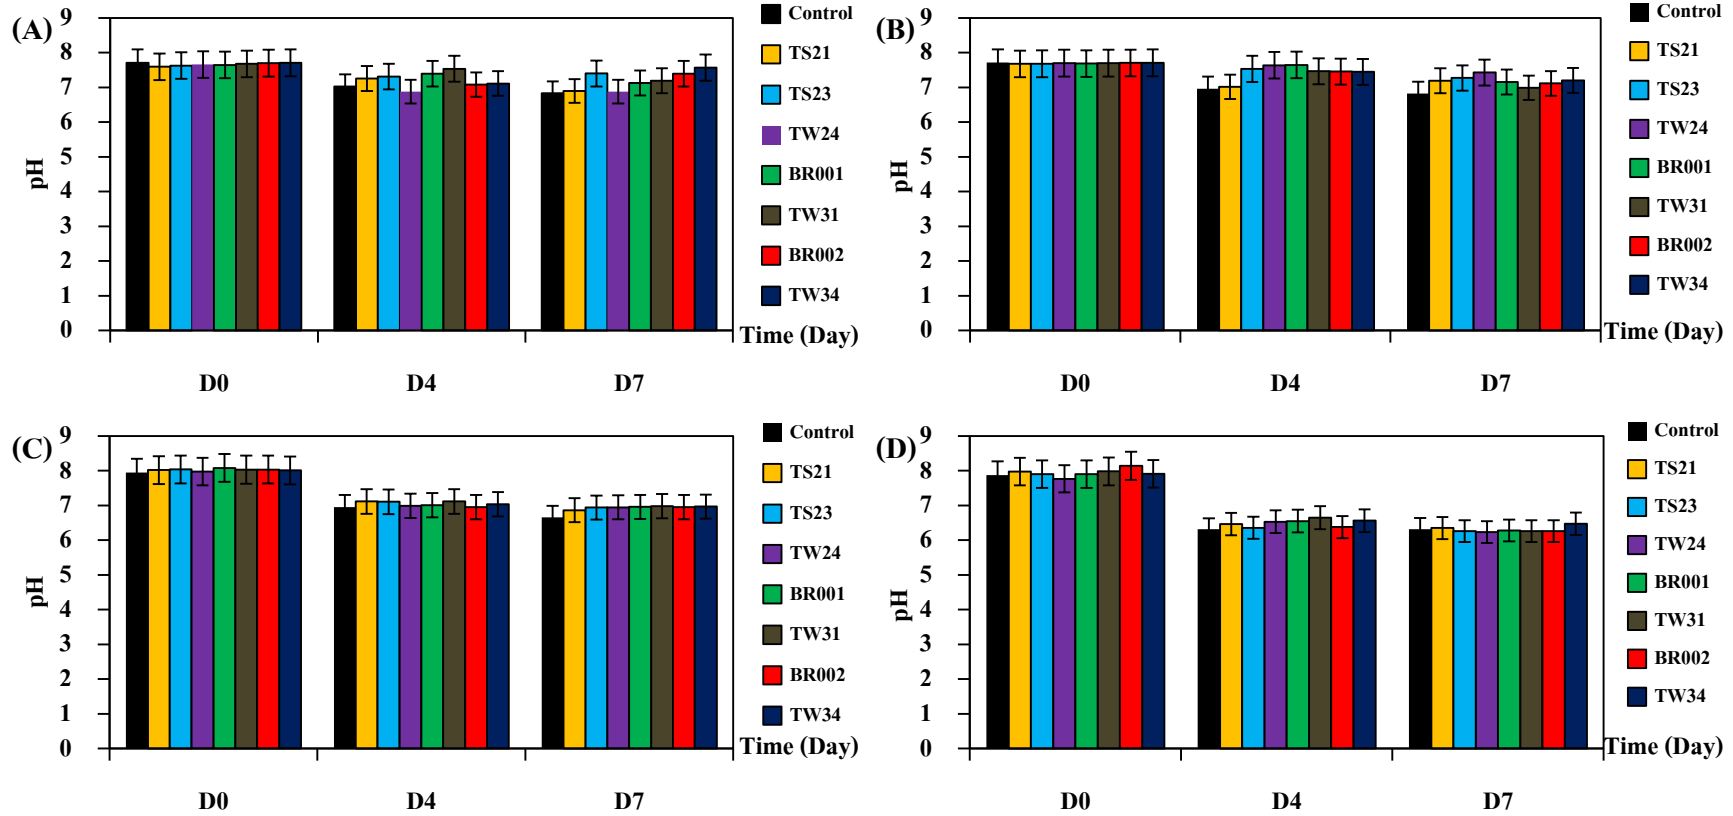 (A)
pH
9
8
7
6
5
4
3
2
1
0
D0
D4
D7
Time (Day)
Control
TS21
TS23
TW24
BR001
TW31
BR002
TW34
(B)
pH
9
8
7
6
5
4
3
2
1
0
D0
D4
D7
Time (Day)
Control
TS21
TS23
TW24
BR001
TW31
BR002
TW34
(C)
pH
9
8
7
6
5
4
3
2
1
0
D0
D4
D7
Time (Day)
Control
TS21
TS23
TW24
BR001
TW31
BR002
TW34
(D)
pH
9
8
7
6
5
4
3
2
1
0
D0
D4
D7
Time (Day)
Control
TS21
TS23
TW24
BR001
TW31
BR002
TW34